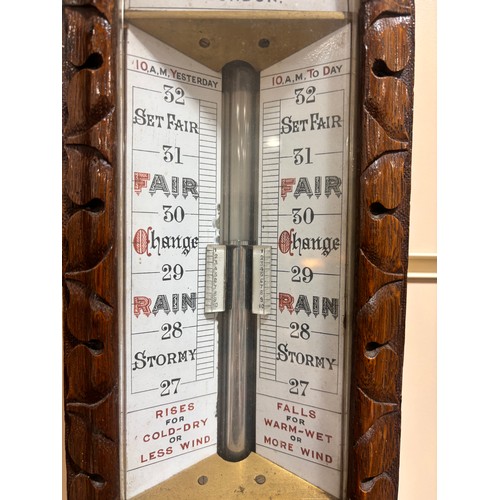 LONDON.
10 A.M. YESTERDAY
32
SET FAIR
31
FAIR
30
Change
29
RAIN
28
STORMY
27
RISES
FOR
COLD-DRY
OR
LESS WIND
10 A.M. TO DAY
32
SET FAIR
31
FAIR
30
Change
29
RAIN
28
STORMY
27
FALLS
FOR
WARM-WET
OR
MORE WIND